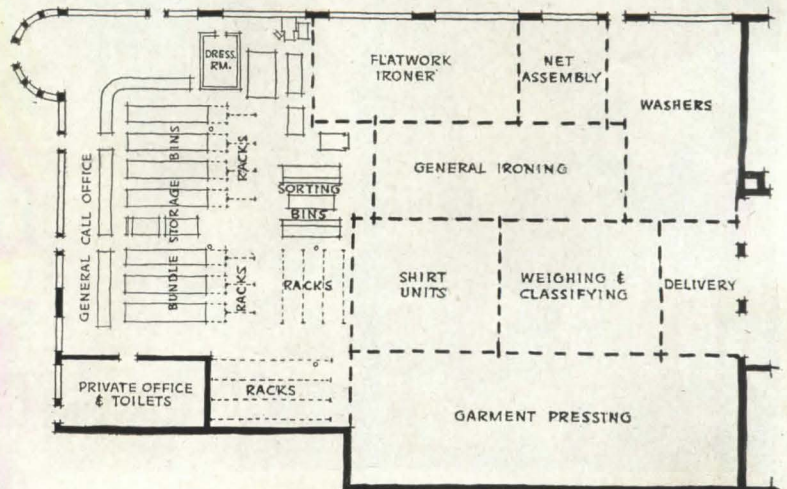 DRESS.
RM.
FLATWORK
IRONER
NET
ASSEMBLY
WASHERS
GENERAL IRONING
GENERAL CALL OFFICE
BUNDLE STORAGE BINS
RACKS
SORTING
BINS
RACKS
RACKS
SHIRT
UNITS
WEIGHING &
CLASSIFYING
DELIVERY
PRIVATE OFFICE
& TOILETS
RACKS
GARMENT PRESSING